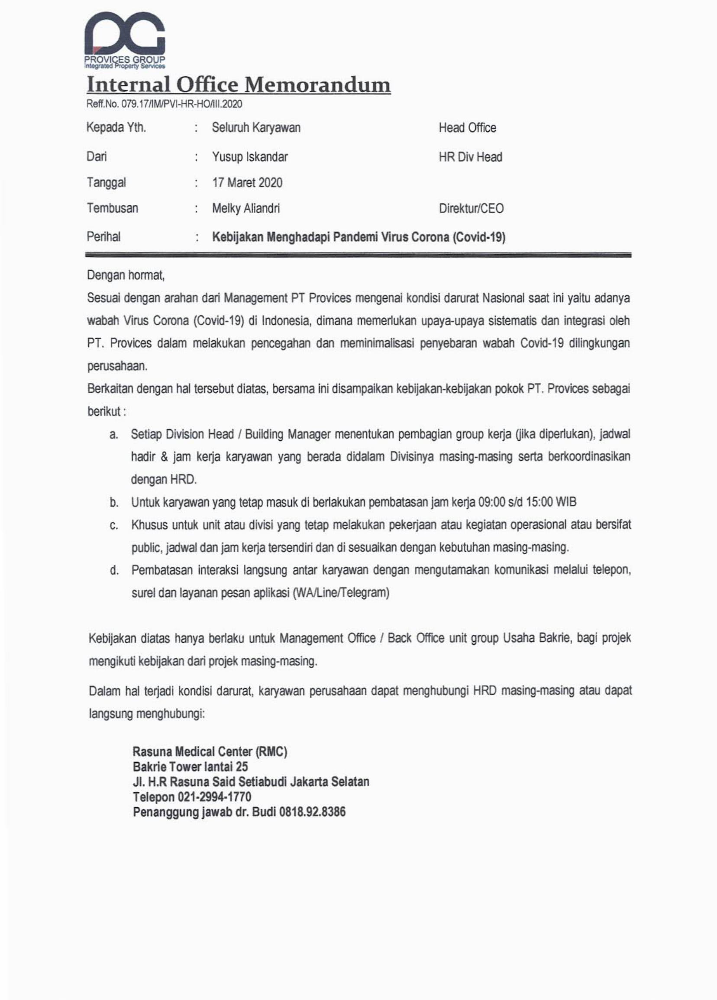 PROVICES GROUP
Integrated Property Services
Internal Office Memorandum
Reff.No. 079.17/IM/PVI-HR-HO/III.2020
Kepada Yth. : Seluruh Karyawan Head Office
Dari : Yusup Iskandar HR Div Head
Tanggal : 17 Maret 2020
Tembusan : Melky Aliandri Direktur/CEO
Perihal : Kebijakan Menghadapi Pandemi Virus Corona (Covid-19)
Dengan hormat,
Sesuai dengan arahan dari Management PT Provices mengenai kondisi darurat Nasional saat ini yaitu adanya
wabah Virus Corona (Covid-19) di Indonesia, dimana memerlukan upaya-upaya sistematis dan integrasi oleh
PT. Provices dalam melakukan pencegahan dan meminimalisasi penyebaran wabah Covid-19 dilingkungan
perusahaan.
Berkaitan dengan hal tersebut diatas, bersama ini disampaikan kebijakan-kebijakan pokok PT. Provices sebagai
berikut :
a. Setiap Division Head / Building Manager menentukan pembagian group kerja (jika diperlukan), jadwal
hadir & jam kerja karyawan yang berada didalam Divisinya masing-masing serta berkoordinasikan
dengan HRD.
b. Untuk karyawan yang tetap masuk di berlakukan pembatasan jam kerja 09:00 s/d 15:00 WIB
c. Khusus untuk unit atau divisi yang tetap melakukan pekerjaan atau kegiatan operasional atau bersifat
public, jadwal dan jam kerja tersendiri dan di sesuaikan dengan kebutuhan masing-masing.
d. Pembatasan interaksi langsung antar karyawan dengan mengutamakan komunikasi melalui telepon,
surel dan layanan pesan aplikasi (WA/Line/Telegram)
Kebijakan diatas hanya berlaku untuk Management Office / Back Office unit group Usaha Bakrie, bagi projek
mengikuti kebijakan dari projek masing-masing.
Dalam hal terjadi kondisi darurat, karyawan perusahaan dapat menghubungi HRD masing-masing atau dapat
langsung menghubungi:
Rasuna Medical Center (RMC)
Bakrie Tower lantai 25
Jl. H.R Rasuna Said Setiabudi Jakarta Selatan
Telepon 021-2994-1770
Penanggung jawab dr. Budi 0818.92.8386